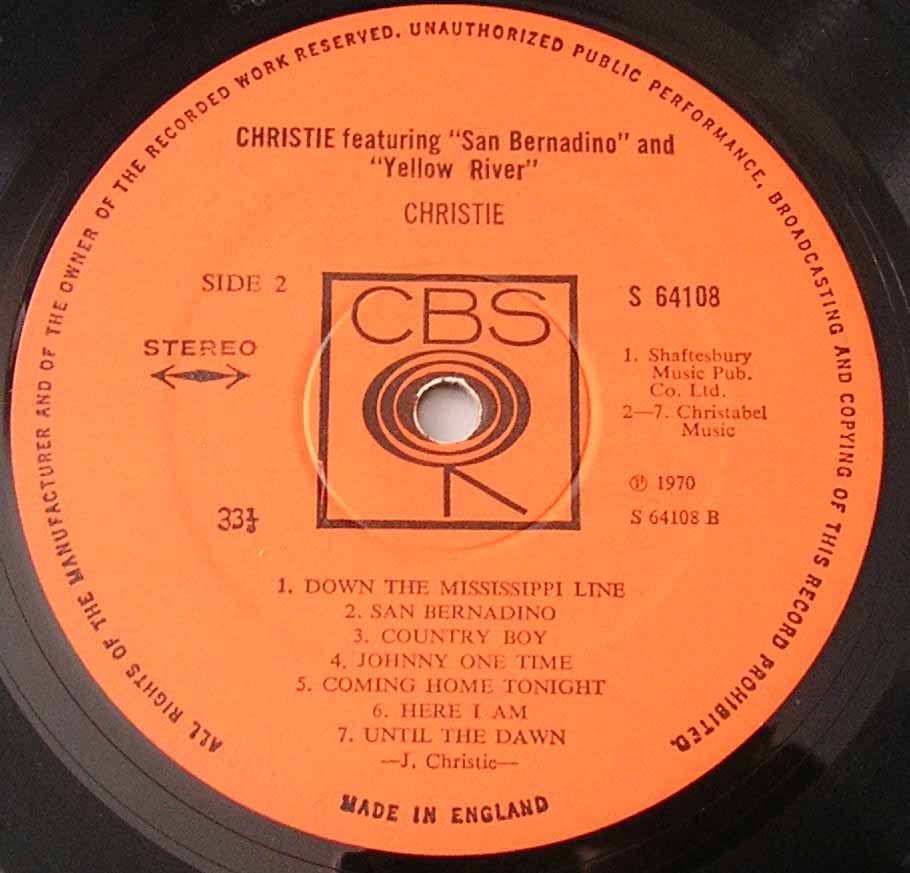 ALL RIGHTS OF THE MANUFACTURER AND OF THE OWNER OF THE RECORDED WORK RESERVED. UNAUTHORIZED PUBLIC PERFORMANCE, BROADCASTING AND COPYING OF THIS RECORD PROHIBITED.
CHRISTIE featuring "San Bernadino" and
"Yellow River"
CHRISTIE
SIDE 2
STEREO
33⅓
CBS
S 64108
1. Shaftesbury
Music Pub.
Co. Ltd.
2—7. Christabel
Music
℗ 1970
S 64108 B
1. DOWN THE MISSISSIPPI LINE
2. SAN BERNADINO
3. COUNTRY BOY
4. JOHNNY ONE TIME
5. COMING HOME TONIGHT
6. HERE I AM
7. UNTIL THE DAWN
—J. Christie—
MADE IN ENGLAND